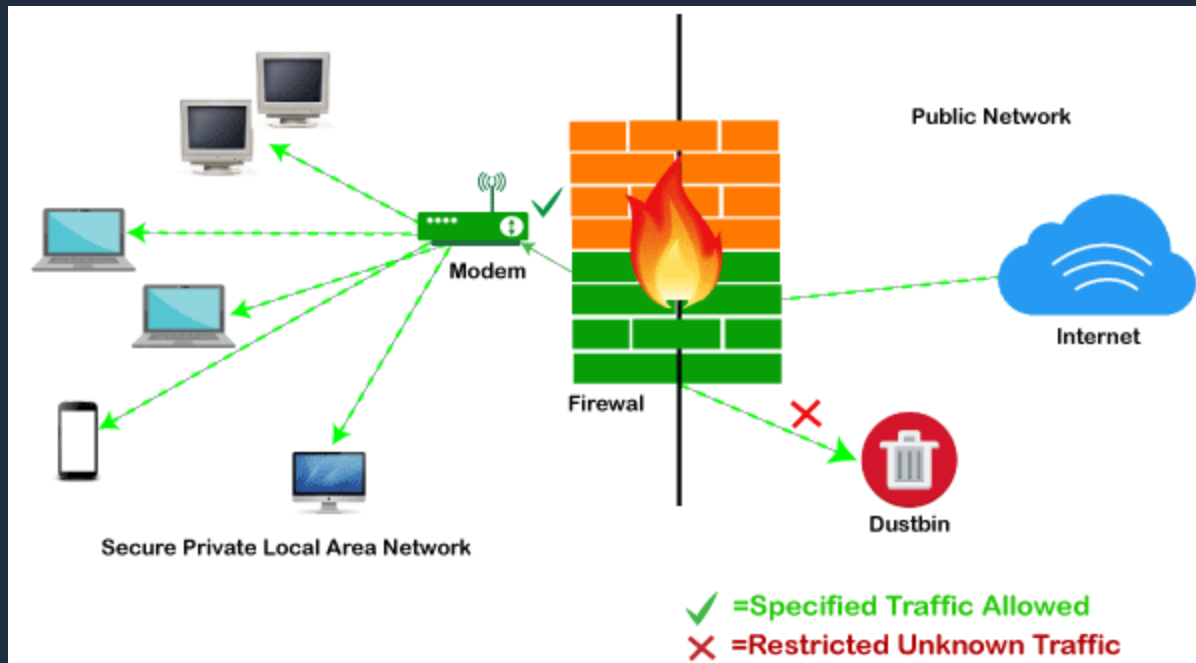 Public Network
Modem
Internet
Firewal
Dustbin
Secure Private Local Area Network
=Specified Traffic Allowed
=Restricted Unknown Traffic